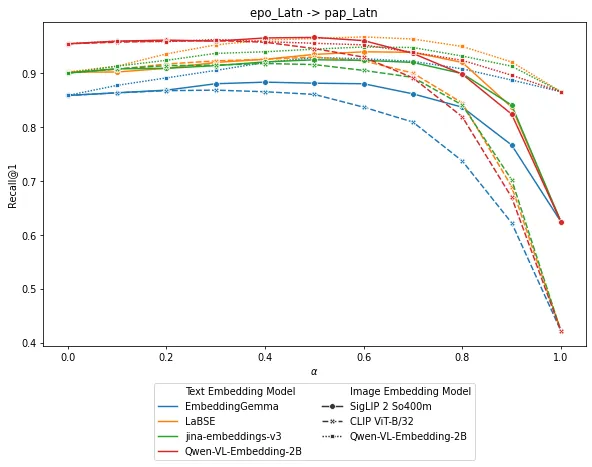 epo_Latn -> pap_Latn
Recall@1
0.9
0.8
0.7
0.6
0.5
0.4
0.0 0.2 0.4 0.6 0.8 1.0
α
Text Embedding Model Image Embedding Model
EmbeddingGemma SigLIP 2 So400m
LaBSE CLIP ViT-B/32
jina-embeddings-v3 Qwen-VL-Embedding-2B
Qwen-VL-Embedding-2B